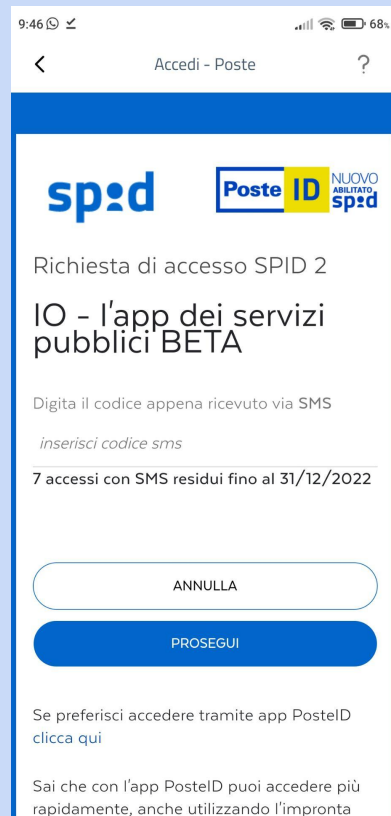 9:46 68%
Accedi - Poste ?
spid Poste ID NUOVO
ABILITATO
spid
Richiesta di accesso SPID 2
IO - l'app dei servizi
pubblici BETA
Digita il codice appena ricevuto via SMS
inserisci codice sms
7 accessi con SMS residui fino al 31/12/2022
ANNULLA
PROSEGUI
Se preferisci accedere tramite app PosteID
clicca qui
Sai che con l'app PosteID puoi accedere più
rapidamente, anche utilizzando l'impronta